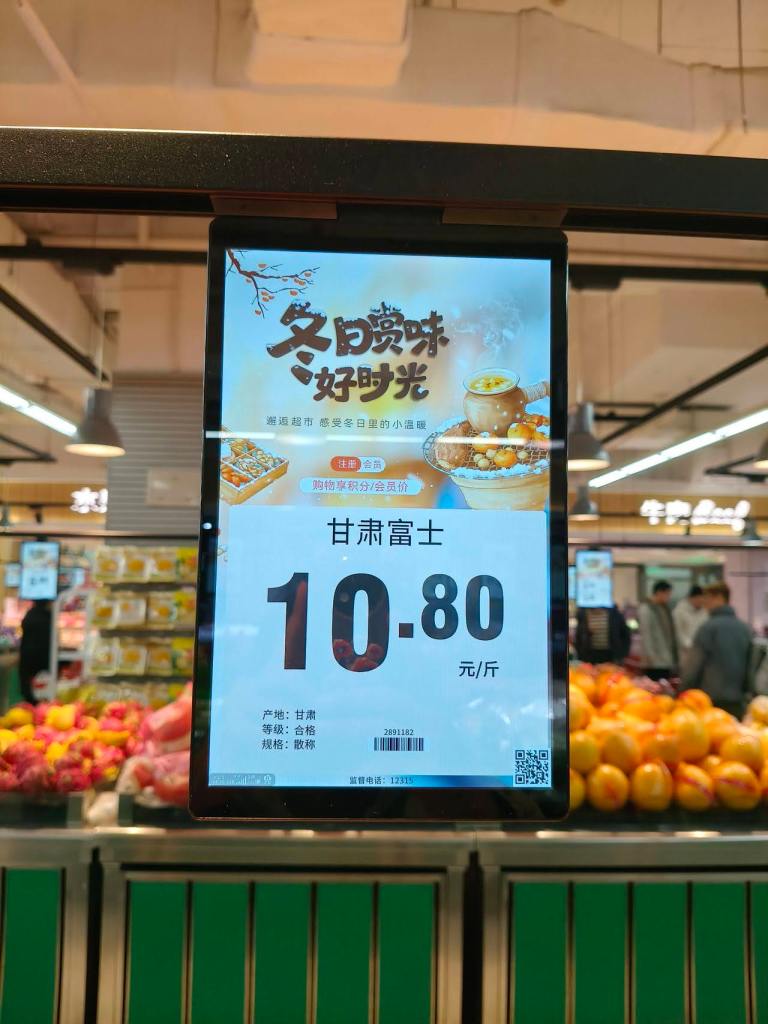 冬日赏味
好时光
邂逅超市 感受冬日里的小温暖
注册 会员
购物享积分/会员价
甘肃富士
10.80
元/斤
产地：甘肃
等级：合格
规格：散称
2891182
监督电话：12315